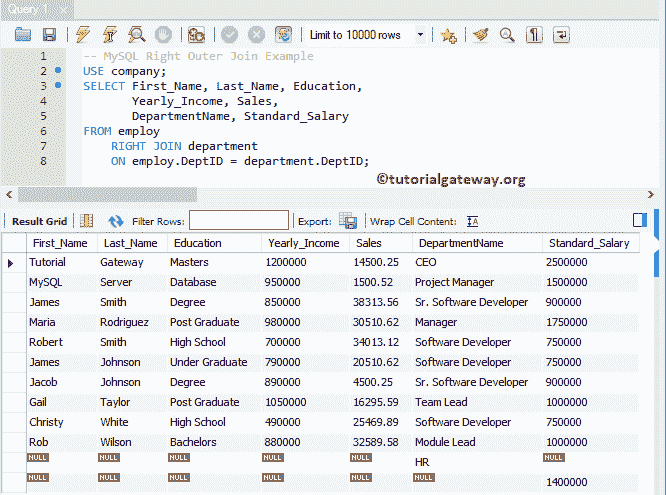 Query 1
Limit to 10000 rows
1 -- MySQL Right Outer Join Example
2 USE company;
3 SELECT First_Name, Last_Name, Education,
4 Yearly_Income, Sales,
5 DepartmentName, Standard_Salary
6 FROM employ
7 RIGHT JOIN department
8 ON employ.DeptID = department.DeptID;
©tutorialgateway.org
Result Grid Filter Rows: Export: Wrap Cell Content: IA
First_Name Last_Name Education Yearly_Income Sales DepartmentName Standard_Salary
Tutorial Gateway Masters 1200000 14500.25 CEO 2500000
MySQL Server Database 950000 1500.52 Project Manager 1500000
James Smith Degree 850000 38313.56 Sr. Software Developer 900000
Maria Rodriguez Post Graduate 980000 30510.62 Manager 1750000
Robert Smith High School 700000 34013.12 Software Developer 750000
James Johnson Under Graduate 790000 20510.62 Software Developer 750000
Jacob Johnson Degree 890000 4500.25 Sr. Software Developer 900000
Gail Taylor Post Graduate 1050000 16295.59 Team Lead 1000000
Christy White High School 490000 25469.89 Software Developer 750000
Rob Wilson Bachelors 880000 32589.58 Module Lead 1000000
NULL NULL NULL NULL NULL HR NULL
NULL NULL NULL NULL NULL NULL 1400000